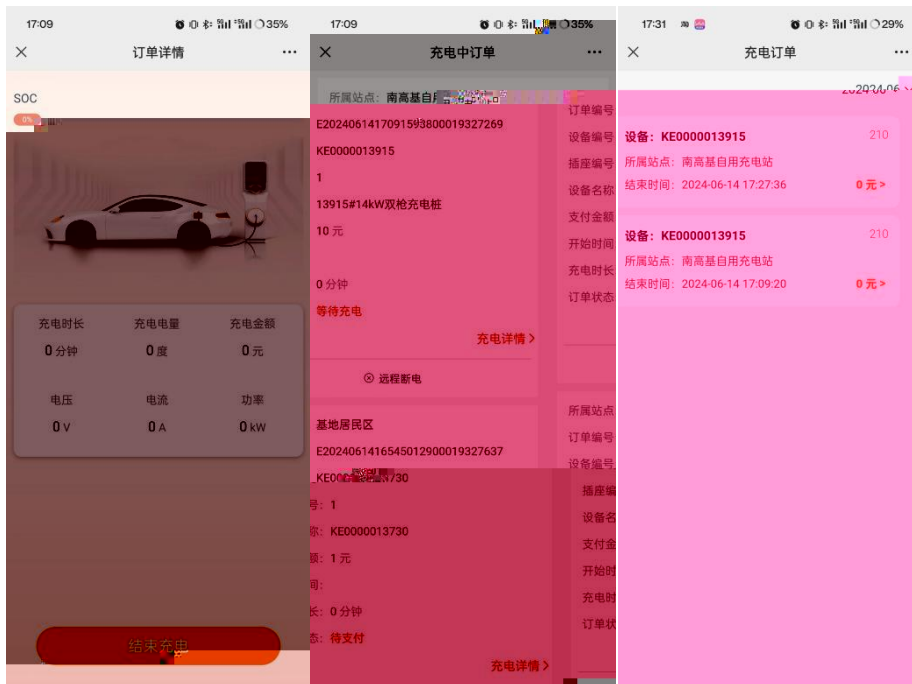 17:09
35%
订单详情
SOC
0%
充电时长 充电电量 充电金额
0 分钟 0 度 0 元
电压 电流 功率
0 V 0 A 0 kW
结束充电
17:09
35%
充电中订单
所属站点: 南高基自
E2024061417091593800019327269
KE0000013915
1
13915#14kW双枪充电桩
10 元
0 分钟
等待充电
充电详情
远程断电
订单编号
设备编号
插座编号
设备名称
支付金额
开始时间
充电时长
订单状态
基地居民区
E2024061416545012900019327637
730
号: 1
称: KE0000013730
额: 1 元
间:
长: 0 分钟
态: 待支付
充电详情
所属站点
订单编号
设备编号
插座编
设备名
支付金
开始时
充电时
订单状
17:31
29%
充电订单
设备: KE0000013915 210
所属站点: 南高基自用充电站
结束时间: 2024-06-14 17:27:36 0 元 >
设备: KE0000013915 210
所属站点: 南高基自用充电站
结束时间: 2024-06-14 17:09:20 0 元 >